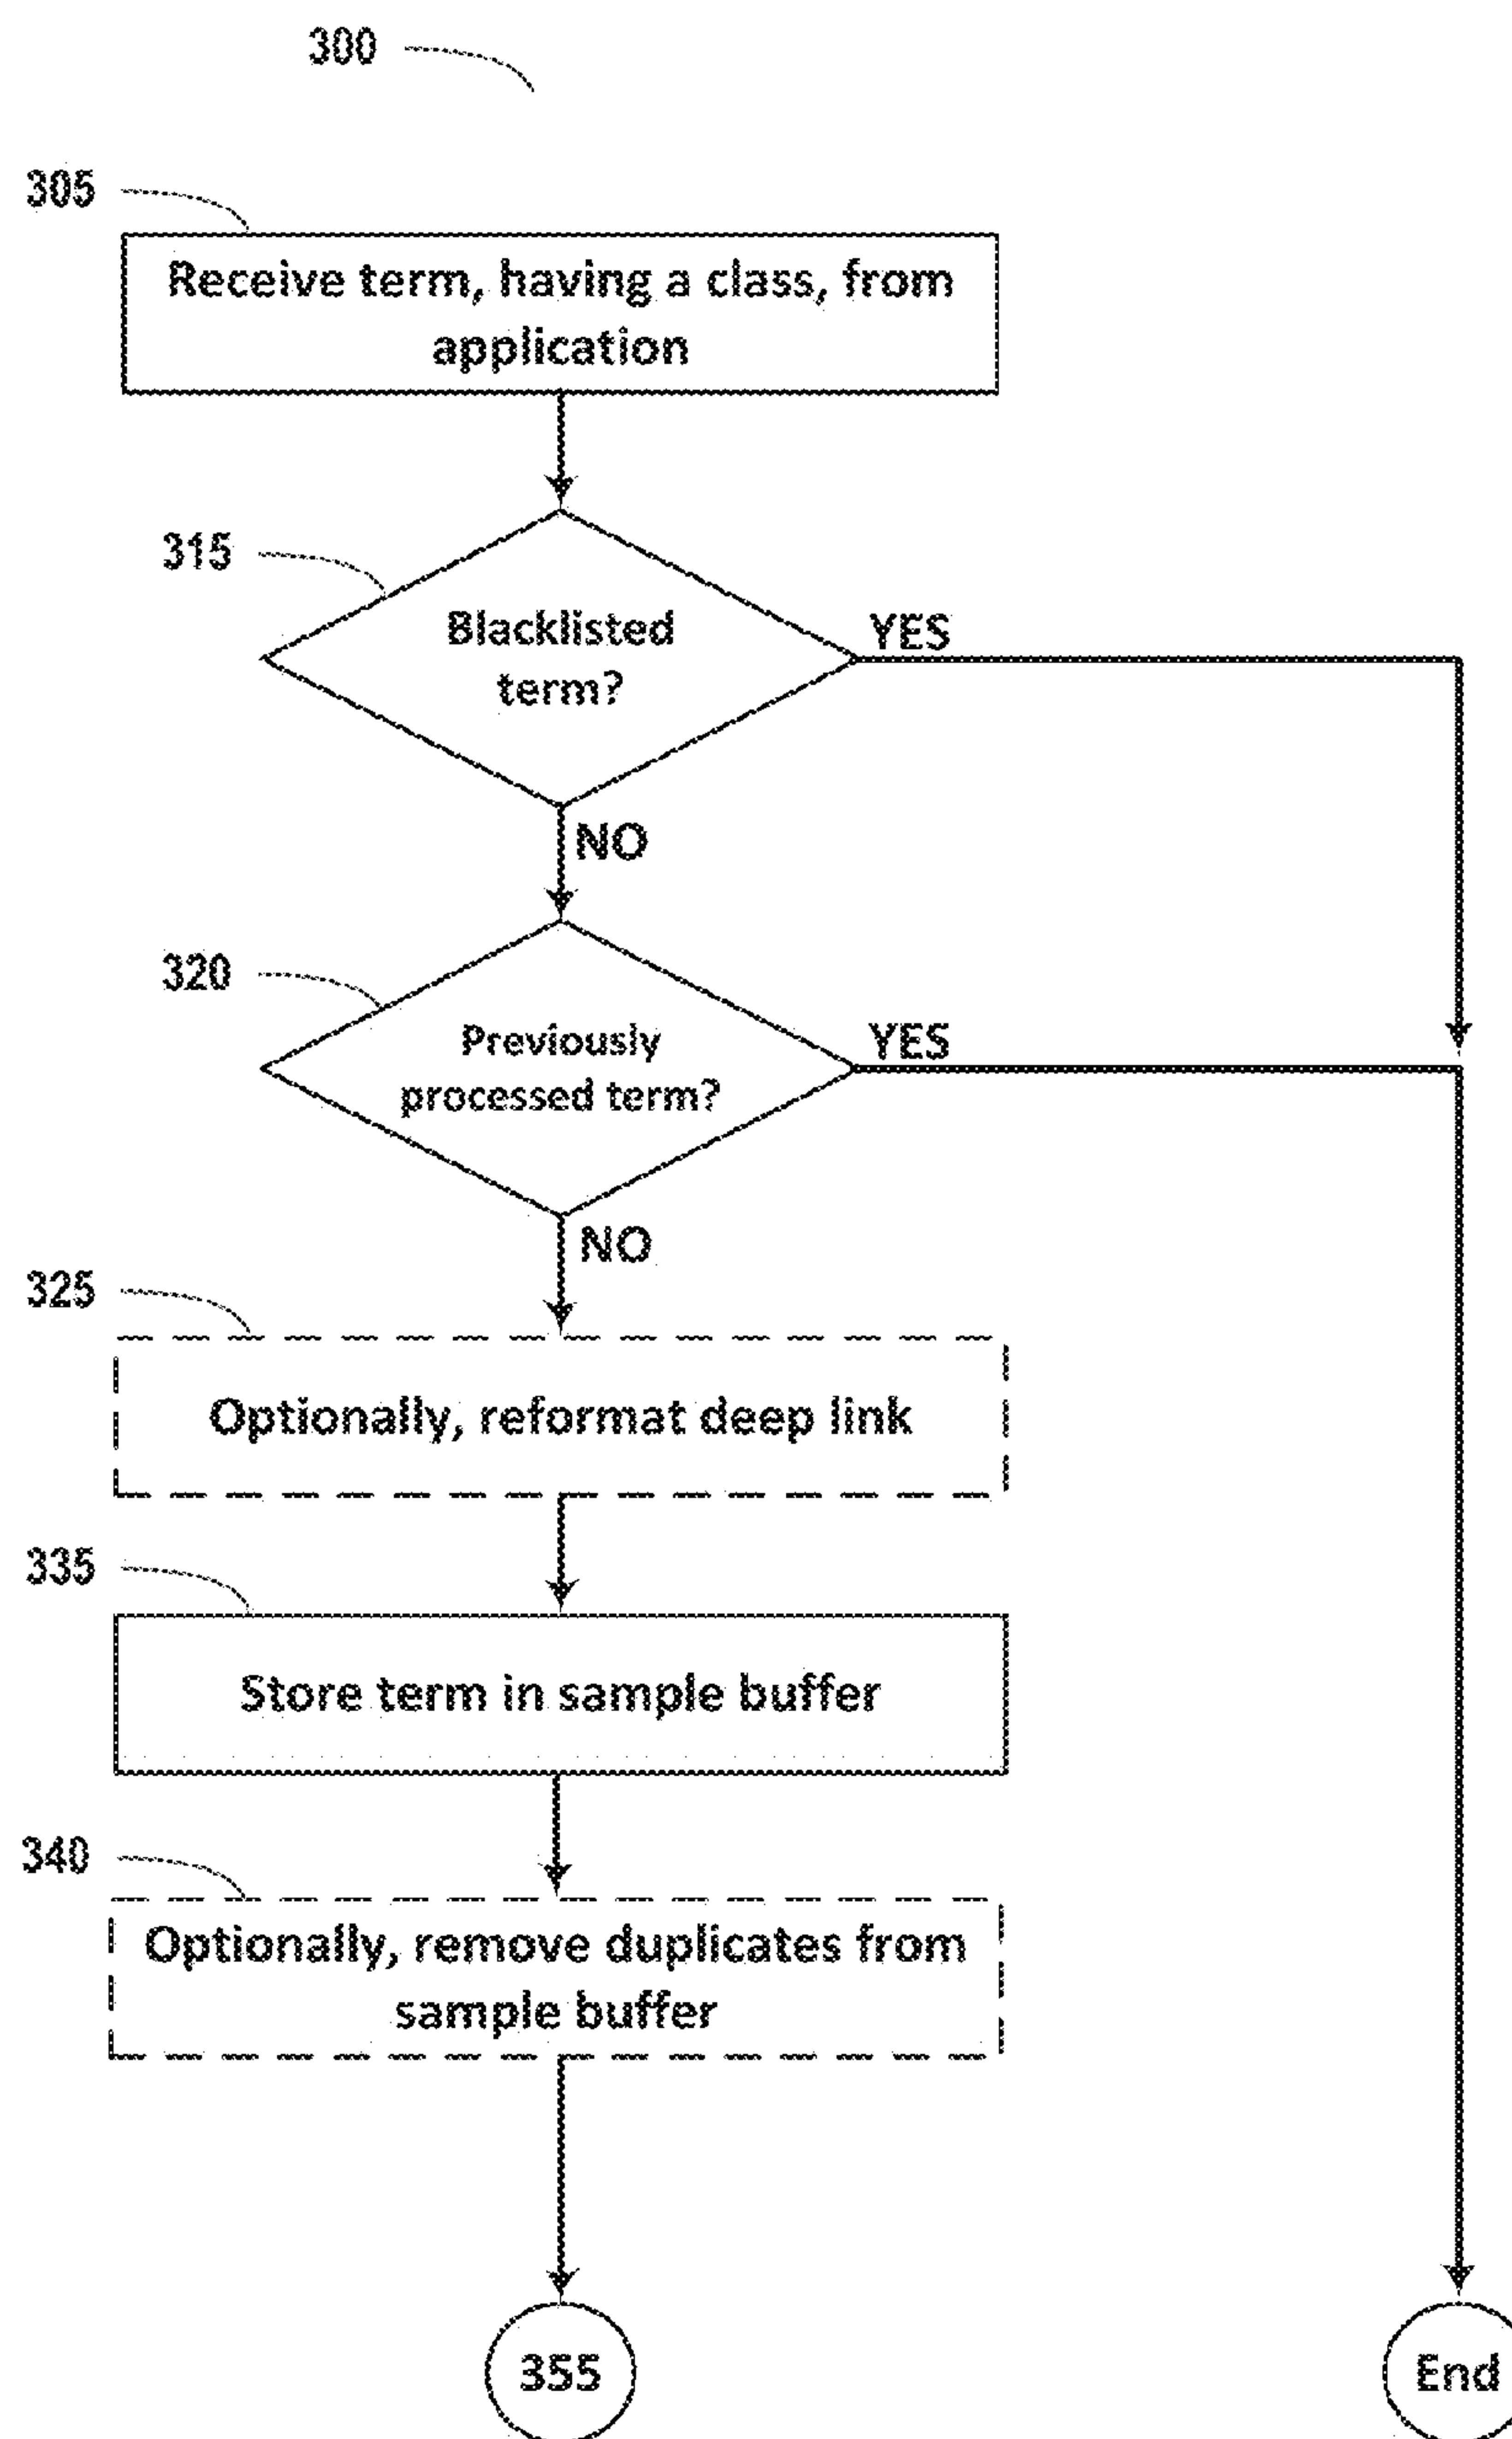 300
305
Receive term, having a class, from
application
315
Blacklisted
term?
YES
NO
320
Previously
processed term?
YES
NO
325
Optionally, reformat deep link
335
Store term in sample buffer
340
Optionally, remove duplicates from
sample buffer
355
End